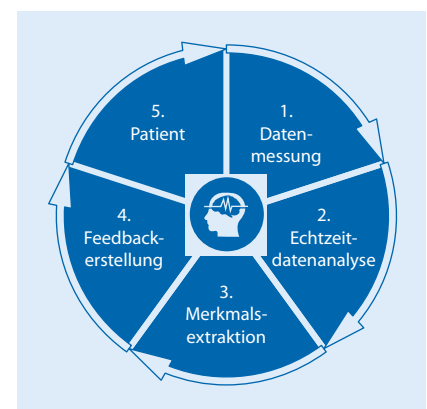 1.
Daten-
messung
2.
Echtzeit-
datenanalyse
3.
Merkmals-
extraktion
4.
Feedback-
erstellung
5.
Patient